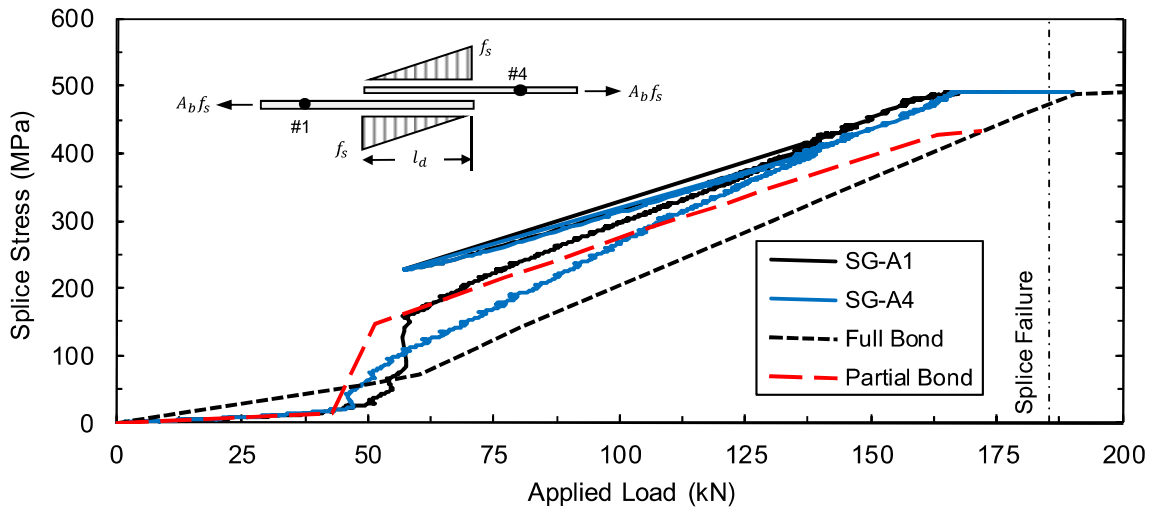 600
500
400
300
200
100
0
Splice Stress (MPa)
0 25 50 75 100 125 150 175 200
Applied Load (kN)
f_s
#4
A_b f_s
A_b f_s
#1
f_s
l_d
SG-A1
SG-A4
Full Bond
Partial Bond
Splice Failure